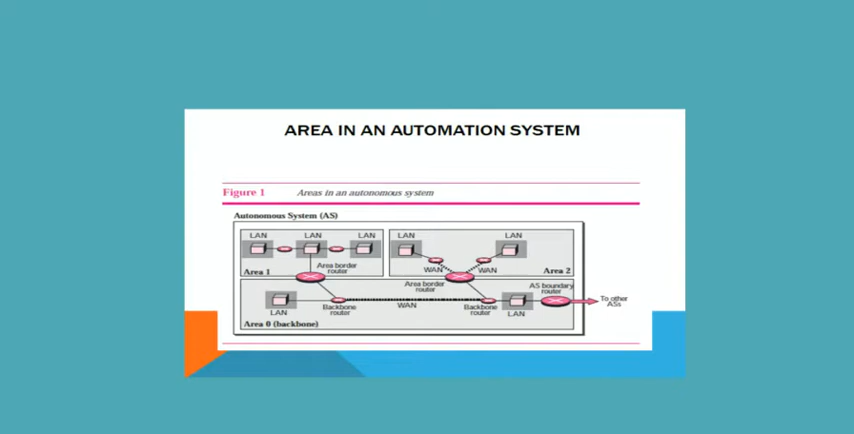 AREA IN AN AUTOMATION SYSTEM
Figure 1 Areas in an autonomous system
Autonomous System (AS)
LAN LAN LAN
Area 1
Area border
router
LAN LAN
WAN WAN
Area 2
Area border
router
AS boundary
router
To other
ASs
LAN
Backbone
router
WAN
Backbone
router
LAN
Area 0 (backbone)